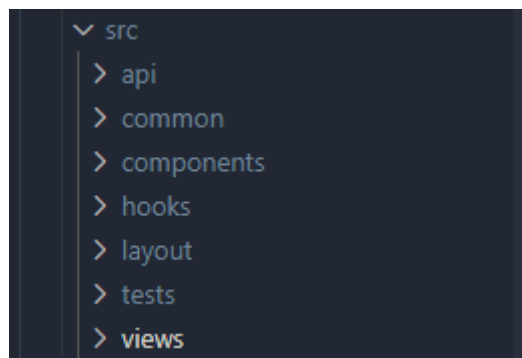 src
api
common
components
hooks
layout
tests
views